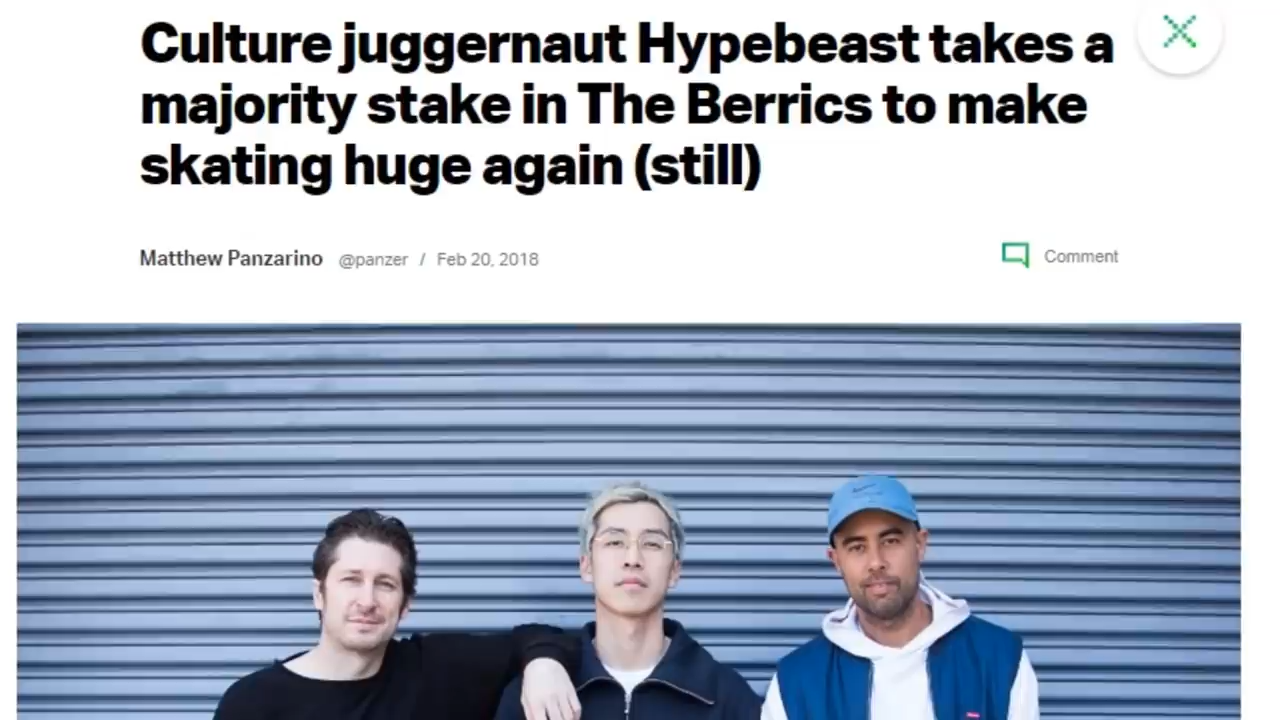 Culture juggernaut Hypebeast takes a
majority stake in The Berrics to make
skating huge again (still)
Matthew Panzarino @panzer / Feb 20, 2018
Comment